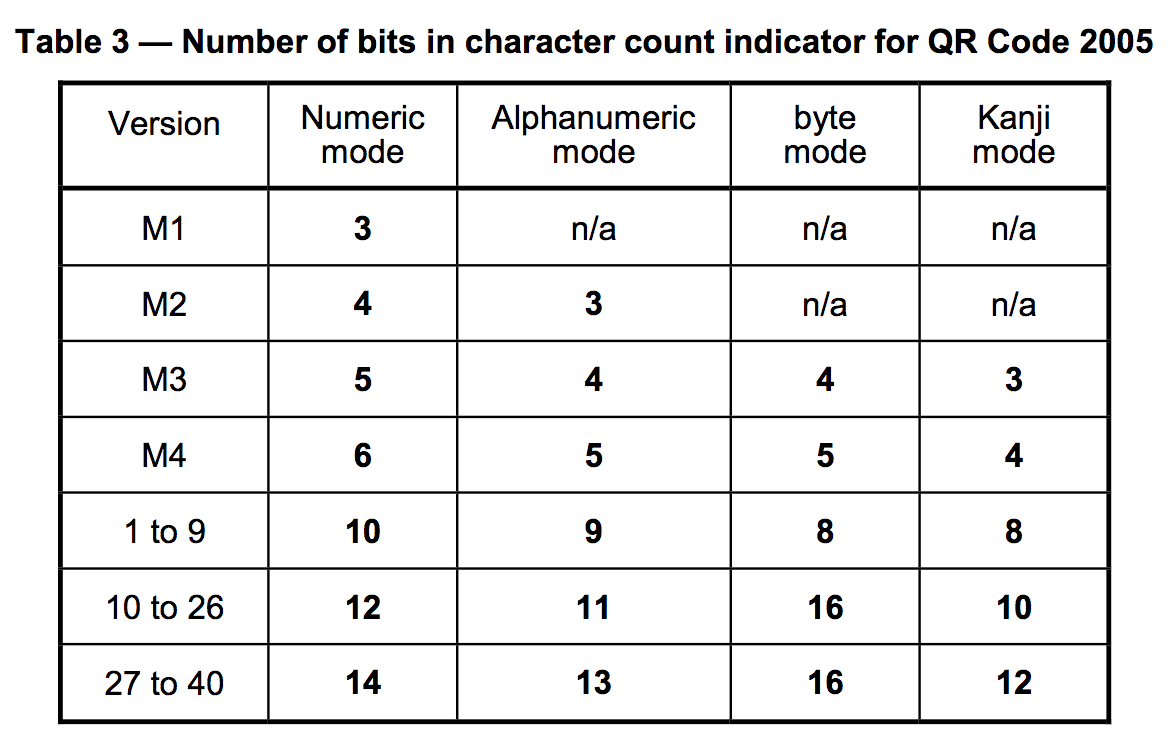 Table 3 — Number of bits in character count indicator for QR Code 2005
Version Numeric mode Alphanumeric mode byte mode Kanji mode
M1 3 n/a n/a n/a
M2 4 3 n/a n/a
M3 5 4 4 3
M4 6 5 5 4
1 to 9 10 9 8 8
10 to 26 12 11 16 10
27 to 40 14 13 16 12